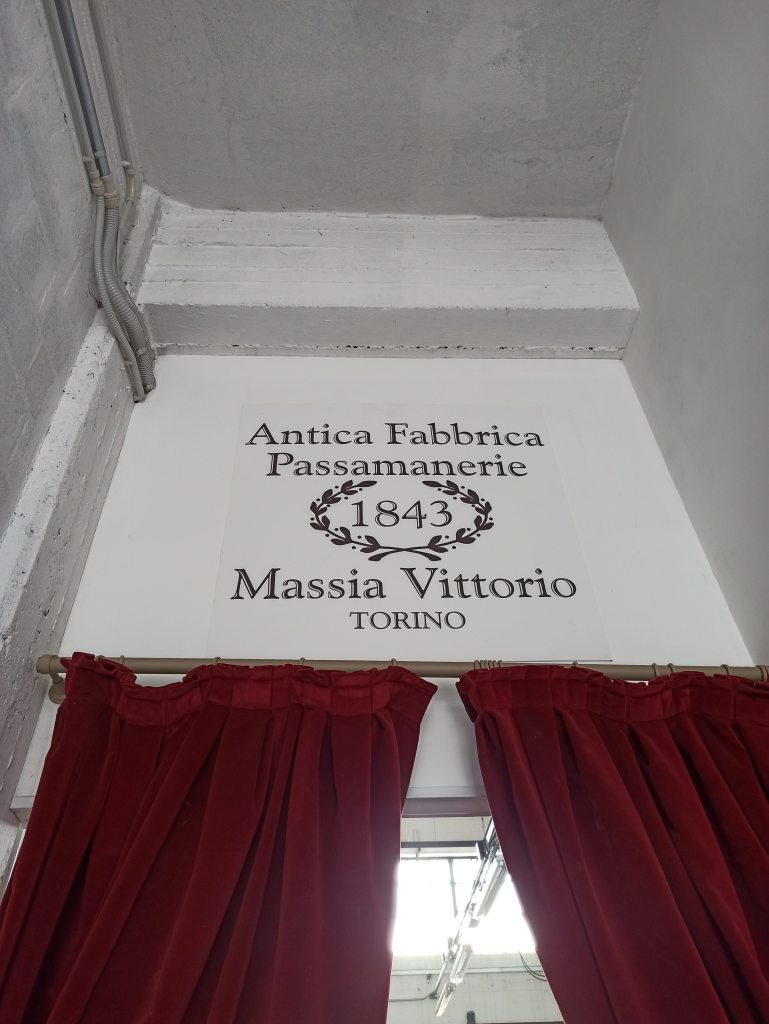 Antica Fabbrica
Passamanerie
1843
Massia Vittorio
TORINO